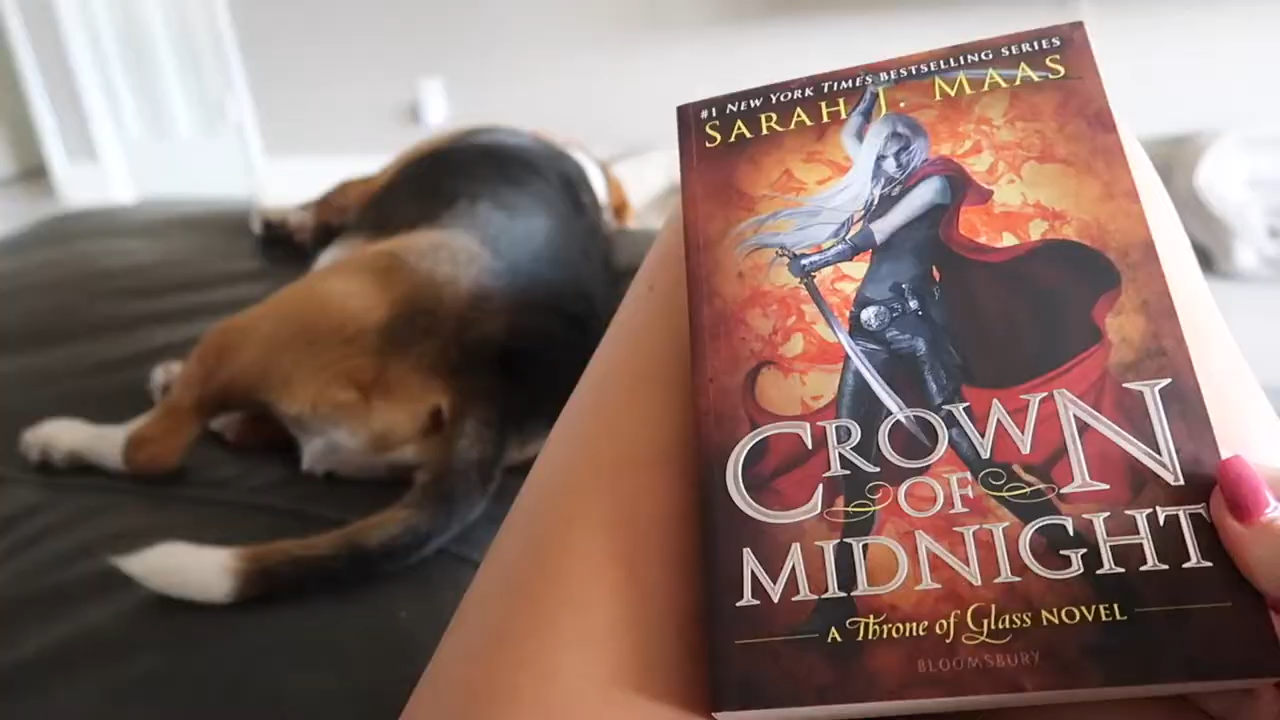 #1 NEW YORK TIMES BESTSELLING SERIES
SARAH J. MAAS
CROWN
OF
MIDNIGHT
A Throne of Glass NOVEL
BLOOMSBURY